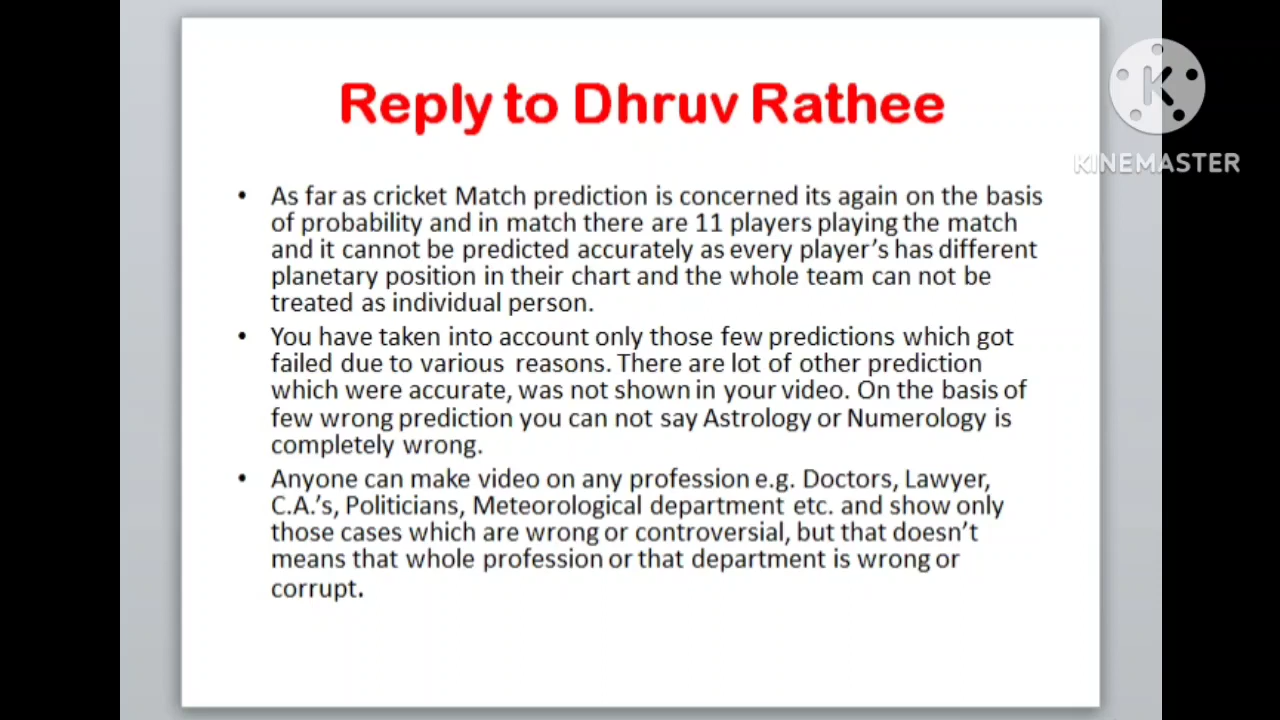 Reply to Dhruv Rathee
KINEMASTER
• As far as cricket Match prediction is concerned its again on the basis
of probability and in match there are 11 players playing the match
and it cannot be predicted accurately as every player's has different
planetary position in their chart and the whole team can not be
treated as individual person.
• You have taken into account only those few predictions which got
failed due to various reasons. There are lot of other prediction
which were accurate, was not shown in your video. On the basis of
few wrong prediction you can not say Astrology or Numerology is
completely wrong.
• Anyone can make video on any profession e.g. Doctors, Lawyer,
C.A.'s, Politicians, Meteorological department etc. and show only
those cases which are wrong or controversial, but that doesn't
means that whole profession or that department is wrong or
corrupt.